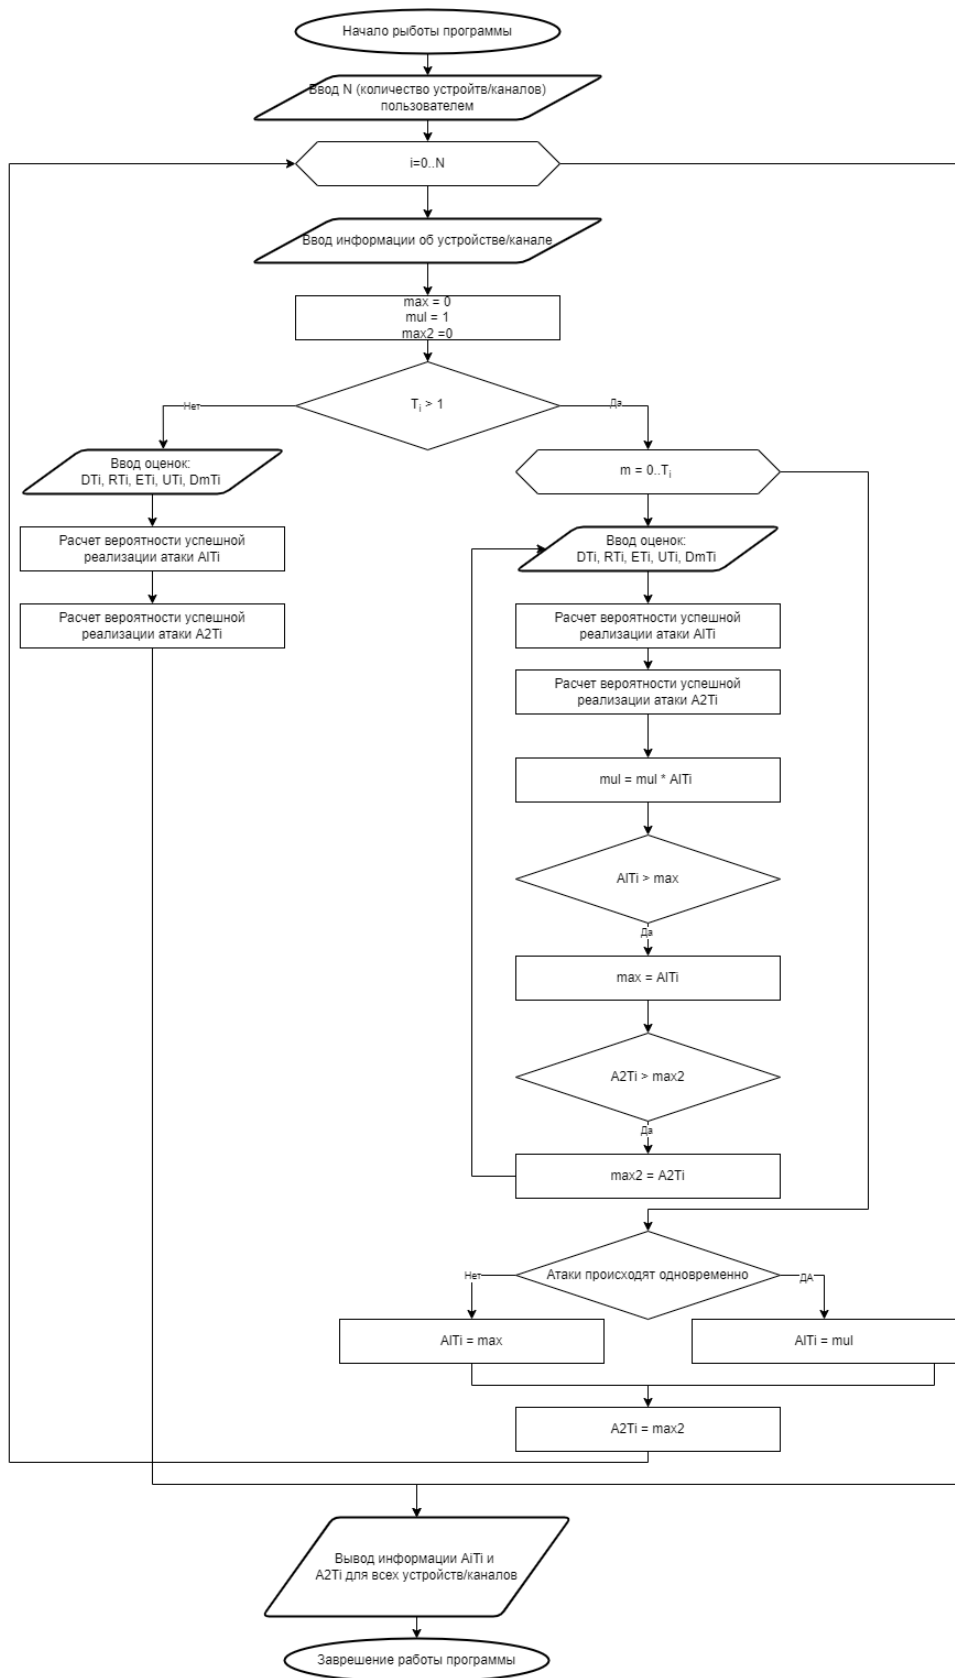 Начало рыботы программы
Ввод N (количество устройтв/каналов)
пользователем
i=0..N
Ввод информации об устройстве/канале
max = 0
mul = 1
max2 =0
Tᵢ > 1
Нет
Да
Ввод оценок:
DTi, RTi, ETi, UTi, DmTi
Расчет вероятности успешной
реализации атаки AlTi
Расчет вероятности успешной
реализации атаки A2Ti
m = 0..Tᵢ
Ввод оценок:
DTi, RTi, ETi, UTi, DmTi
Расчет вероятности успешной
реализации атаки AlTi
Расчет вероятности успешной
реализации атаки A2Ti
mul = mul * AlTi
AlTi > max
Да
max = AlTi
A2Ti > max2
Да
max2 = A2Ti
Атаки происходят одновременно
Нет
ДА
AlTi = max
AlTi = mul
A2Ti = max2
Вывод информации AiTi и
A2Ti для всех устройств/каналов
Заврешение работы программы